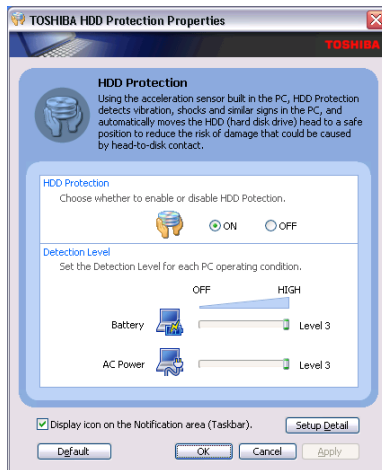 TOSHIBA HDD Protection Properties
TOSHIBA
HDD Protection
Using the acceleration sensor built in the PC, HDD Protection
detects vibration, shocks and similar signs in the PC, and
automatically moves the HDD (hard disk drive) head to a safe
position to reduce the risk of damage that could be caused
by head-to-disk contact.
HDD Protection
Choose whether to enable or disable HDD Potection.
ON OFF
Detection Level
Set the Detection Level for each PC operating condition.
OFF HIGH
Battery Level 3
AC Power Level 3
Display icon on the Notification area (Taskbar). Setup Detail
Default OK Cancel Apply